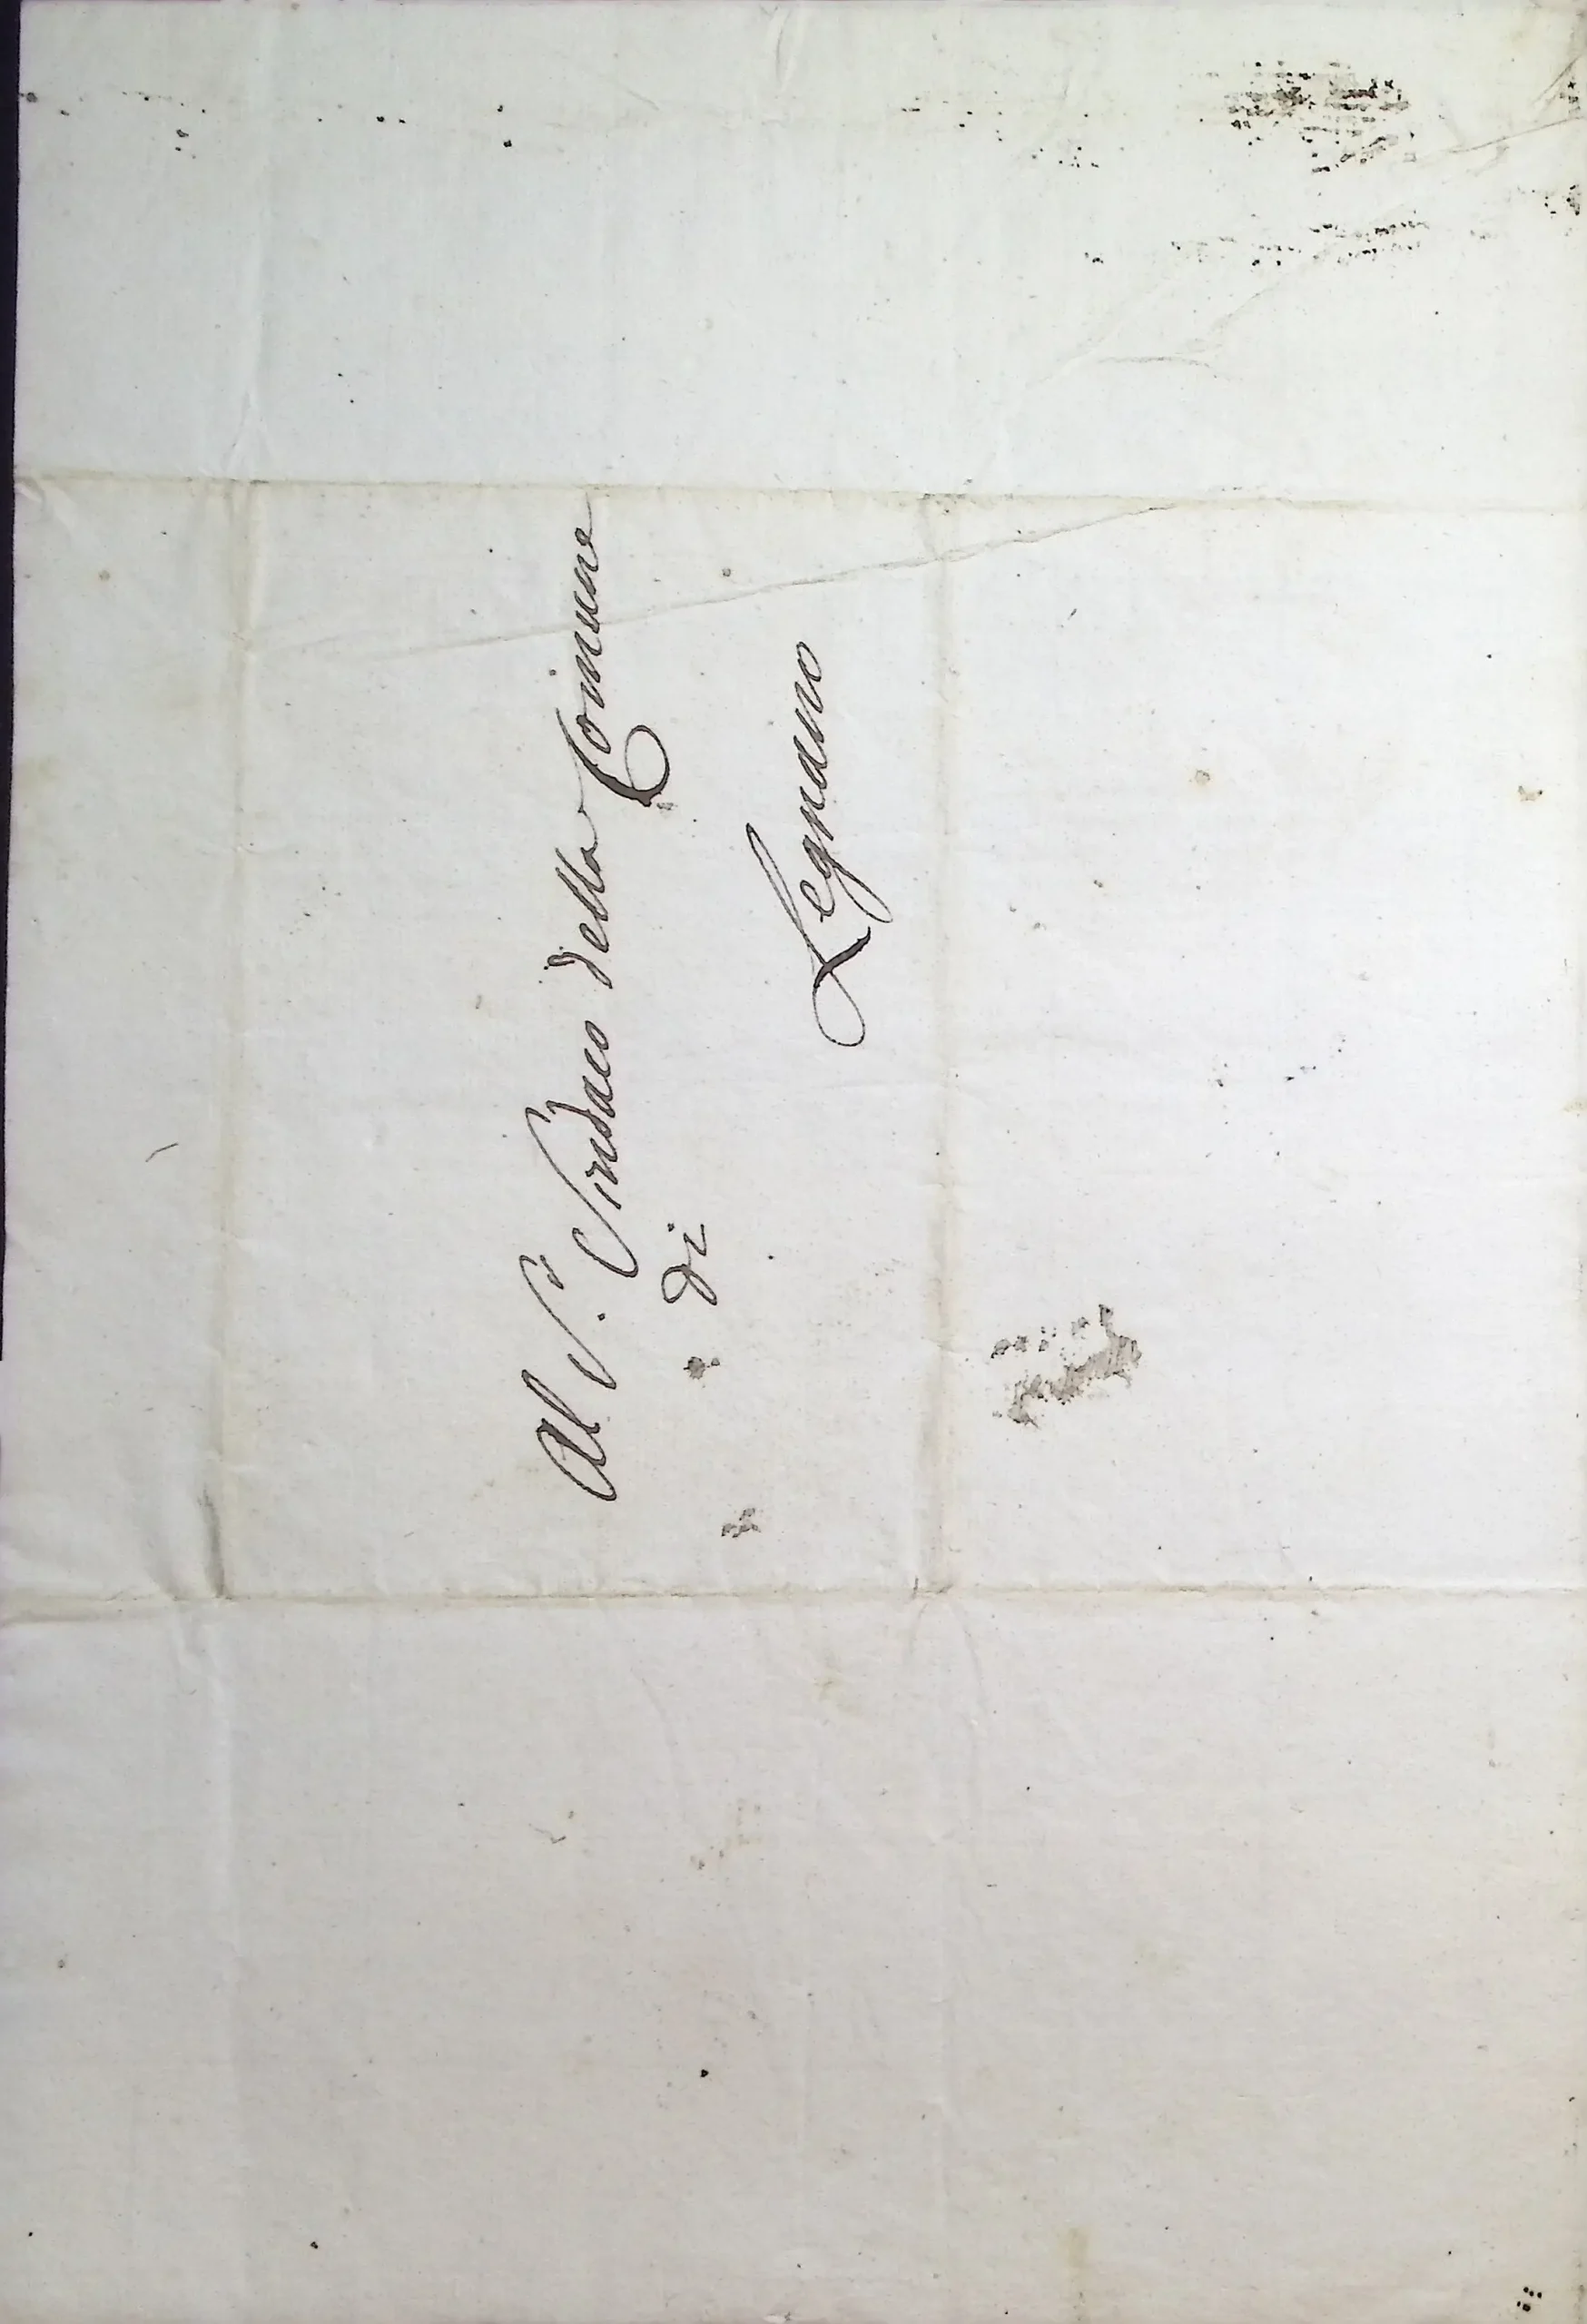 Al S.r Sindaco della Comune
di
Legnano